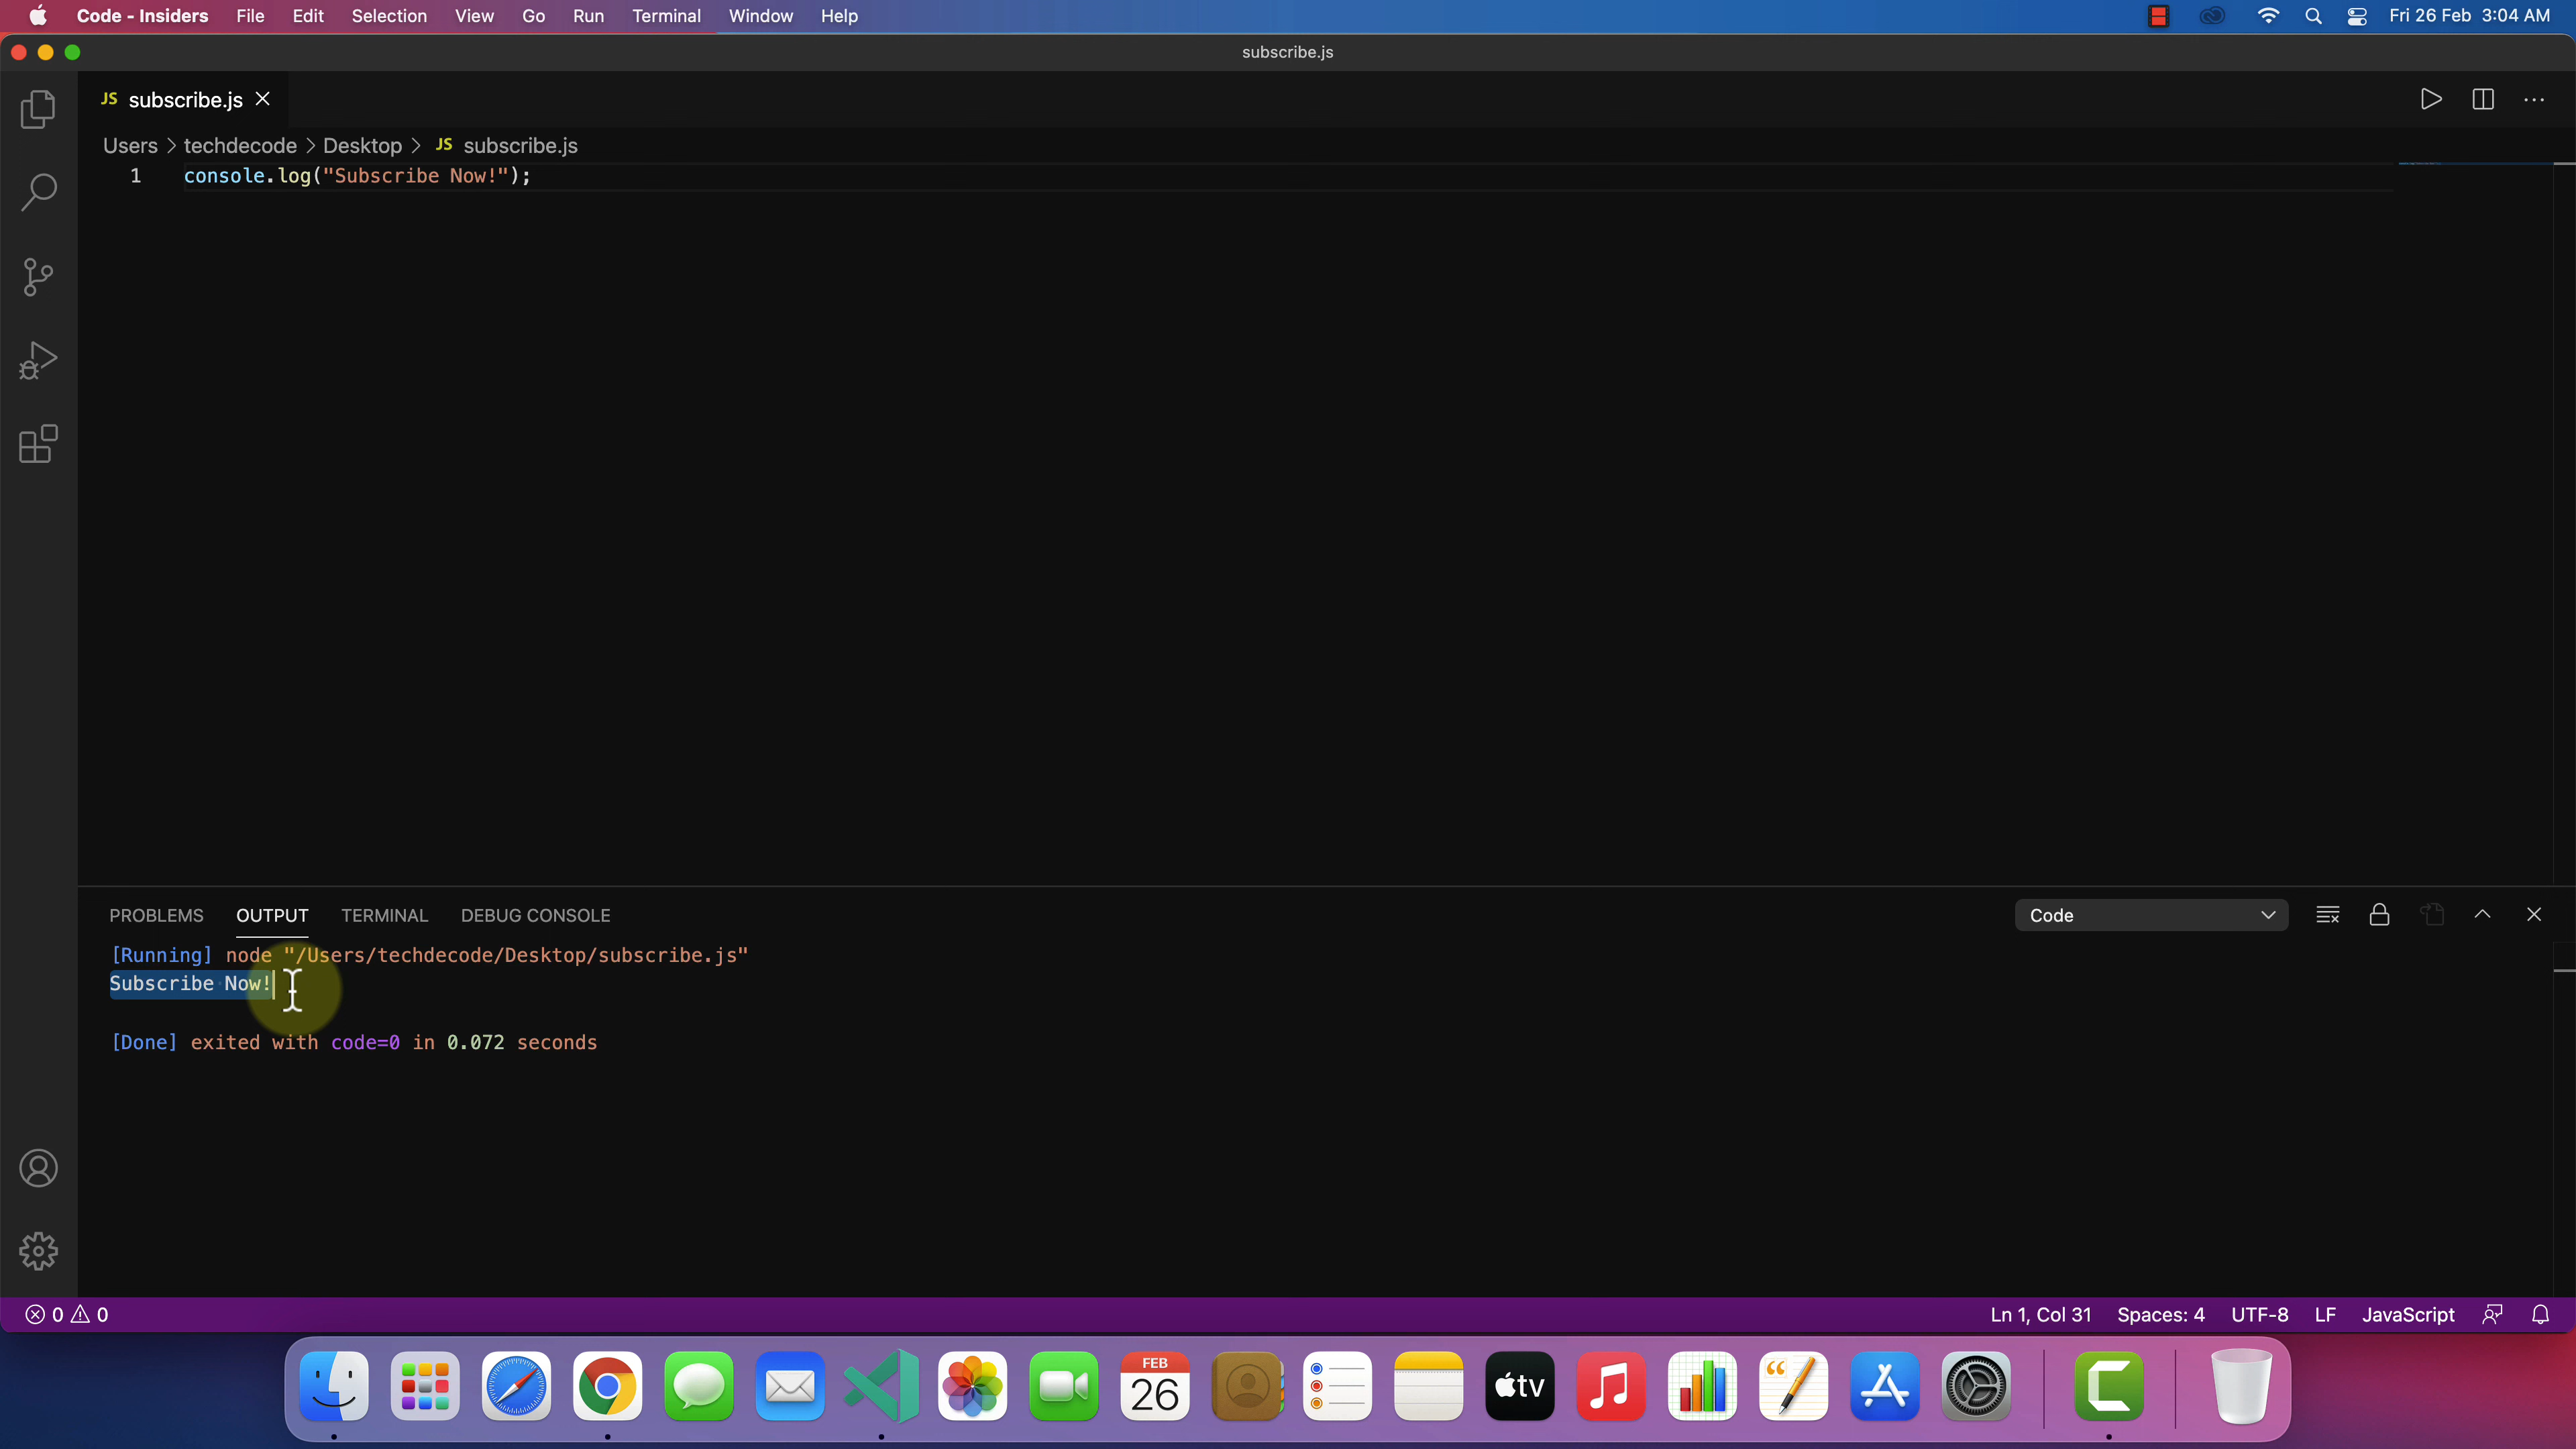 Code - Insiders File Edit Selection View Go Run Terminal Window Help Fri 26 Feb 3:04 AM
subscribe.js
JS subscribe.js
Users > techdecode > Desktop > JS subscribe.js
1 console.log("Subscribe Now!");
PROBLEMS OUTPUT TERMINAL DEBUG CONSOLE Code
[Running] node "/Users/techdecode/Desktop/subscribe.js"
Subscribe Now!
[Done] exited with code=0 in 0.072 seconds
0 0 Ln 1, Col 31 Spaces: 4 UTF-8 LF JavaScript
FEB
26
tv